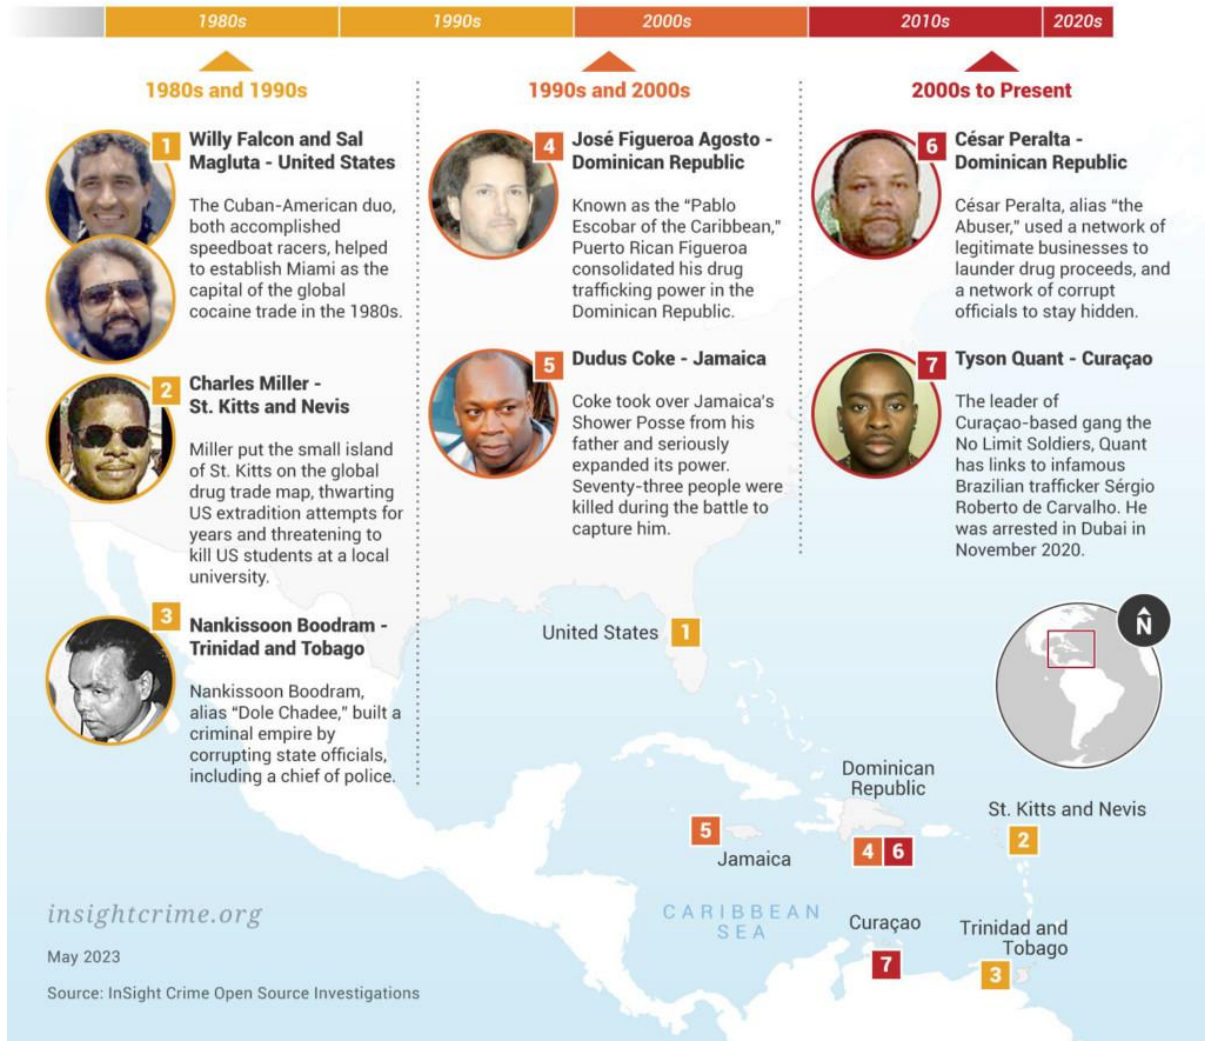 1980s
1990s
2000s
2010s
2020s
1980s and 1990s
1
Willy Falcon and Sal
Magluta - United States
The Cuban-American duo,
both accomplished
speedboat racers, helped
to establish Miami as the
capital of the global
cocaine trade in the 1980s.
2
Charles Miller -
St. Kitts and Nevis
Miller put the small island
of St. Kitts on the global
drug trade map, thwarting
US extradition attempts for
years and threatening to
kill US students at a local
university.
3
Nankissoon Boodram -
Trinidad and Tobago
Nankissoon Boodram,
alias “Dole Chadee,” built a
criminal empire by
corrupting state officials,
including a chief of police.
1990s and 2000s
4
José Figueroa Agosto -
Dominican Republic
Known as the “Pablo
Escobar of the Caribbean,”
Puerto Rican Figueroa
consolidated his drug
trafficking power in the
Dominican Republic.
5
Dudus Coke - Jamaica
Coke took over Jamaica’s
Shower Posse from his
father and seriously
expanded its power.
Seventy-three people were
killed during the battle to
capture him.
2000s to Present
6
César Peralta -
Dominican Republic
César Peralta, alias “the
Abuser,” used a network of
legitimate businesses to
launder drug proceeds, and
a network of corrupt
officials to stay hidden.
7
Tyson Quant - Curaçao
The leader of
Curaçao-based gang the
No Limit Soldiers, Quant
has links to infamous
Brazilian trafficker Sérgio
Roberto de Carvalho. He
was arrested in Dubai in
November 2020.
United States 1
N
Dominican
Republic
4 6
St. Kitts and Nevis
2
5
Jamaica
CARIBBEAN
SEA
Curaçao
7
Trinidad and
Tobago
3
insightcrime.org
May 2023
Source: InSight Crime Open Source Investigations